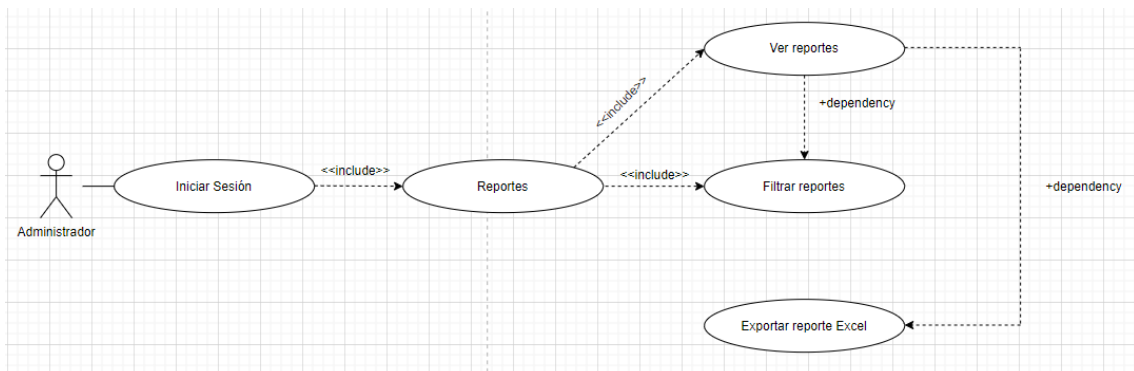 Ver reportes
<<include>>
+dependency
<<include>>
<<include>>
Iniciar Sesión
Reportes
Filtrar reportes
+dependency
Administrador
Exportar reporte Excel